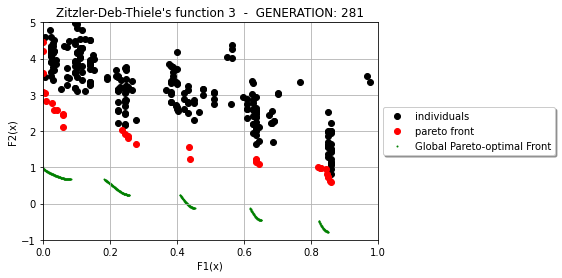 Zitzler-Deb-Thiele's function 3 - GENERATION: 281
5
4
3
2
1
0
-1
F2(x)
0.0 0.2 0.4 0.6 0.8 1.0
F1(x)
individuals
pareto front
Global Pareto-optimal Front